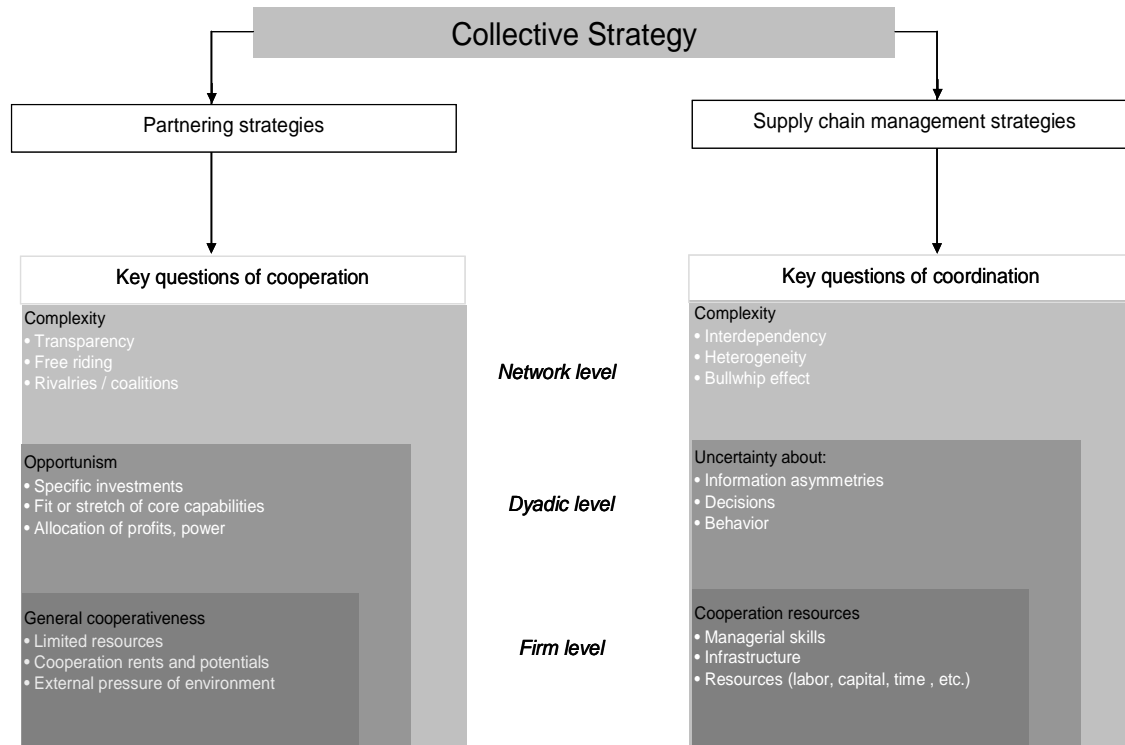 Collective Strategy
Partnering strategies
Supply chain management strategies
Key questions of cooperation
Key questions of coordination
Complexity
• Transparency
• Free riding
• Rivalries / coalitions
Network level
Complexity
• Interdependency
• Heterogeneity
• Bullwhip effect
Opportunism
• Specific investments
• Fit or stretch of core capabilities
• Allocation of profits, power
Dyadic level
Uncertainty about:
• Information asymmetries
• Decisions
• Behavior
General cooperativeness
• Limited resources
• Cooperation rents and potentials
• External pressure of environment
Firm level
Cooperation resources
• Managerial skills
• Infrastructure
• Resources (labor, capital, time , etc.)